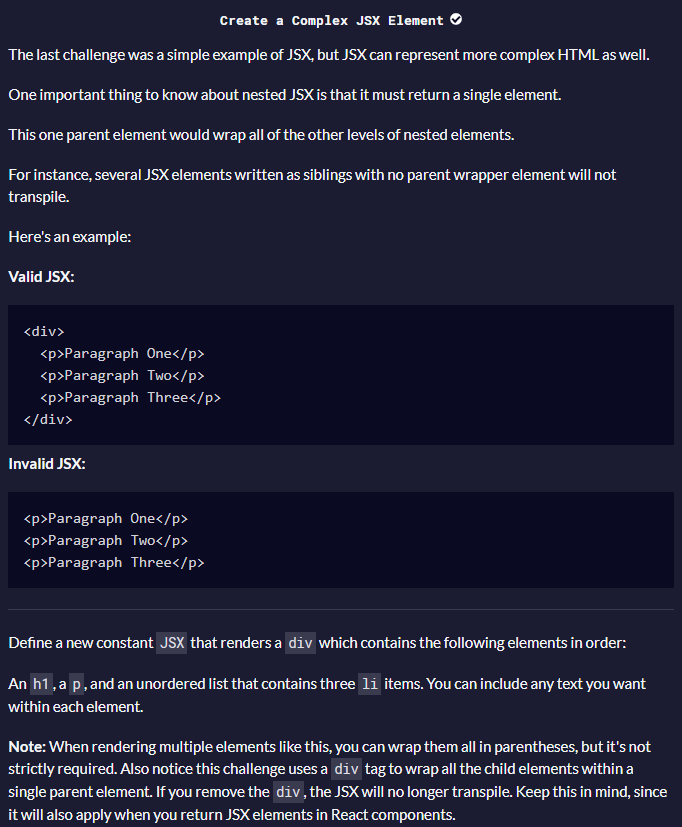 Create a Complex JSX Element
The last challenge was a simple example of JSX, but JSX can represent more complex HTML as well.
One important thing to know about nested JSX is that it must return a single element.
This one parent element would wrap all of the other levels of nested elements.
For instance, several JSX elements written as siblings with no parent wrapper element will not
transpile.
Here's an example:
Valid JSX:
<div>
  <p>Paragraph One</p>
  <p>Paragraph Two</p>
  <p>Paragraph Three</p>
</div>
Invalid JSX:
<p>Paragraph One</p>
<p>Paragraph Two</p>
<p>Paragraph Three</p>
Define a new constant JSX that renders a div which contains the following elements in order:
An h1, a p, and an unordered list that contains three li items. You can include any text you want
within each element.
Note: When rendering multiple elements like this, you can wrap them all in parentheses, but it's not
strictly required. Also notice this challenge uses a div tag to wrap all the child elements within a
single parent element. If you remove the div, the JSX will no longer transpile. Keep this in mind, since
it will also apply when you return JSX elements in React components.